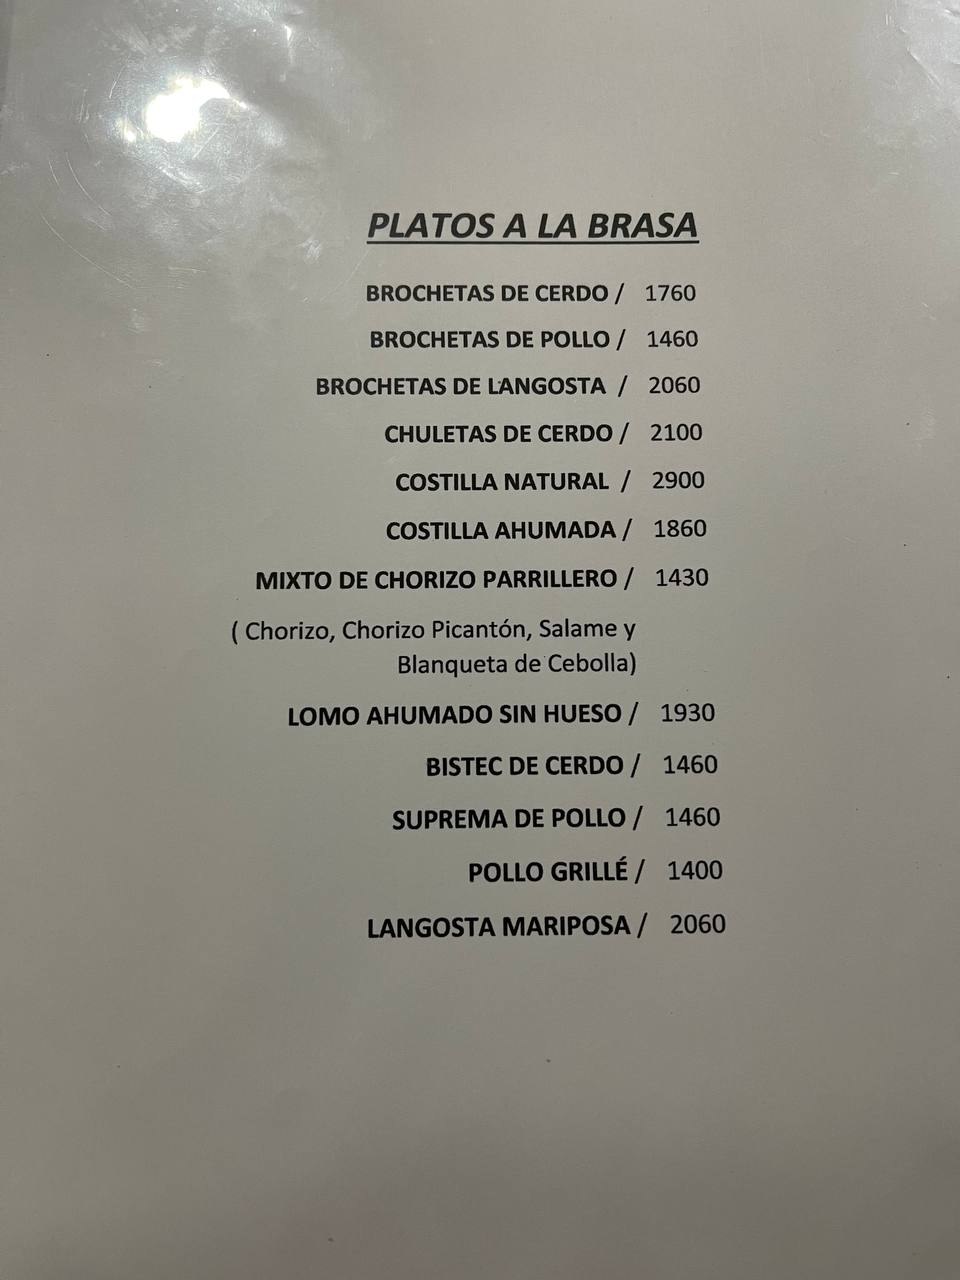 PLATOS A LA BRASA
BROCHETAS DE CERDO / 1760
BROCHETAS DE POLLO / 1460
BROCHETAS DE LANGOSTA / 2060
CHULETAS DE CERDO / 2100
COSTILLA NATURAL / 2900
COSTILLA AHUMADA / 1860
MIXTO DE CHORIZO PARRILLERO / 1430
( Chorizo, Chorizo Picantón, Salame y
Blanqueta de Cebolla)
LOMO AHUMADO SIN HUESO / 1930
BISTEC DE CERDO / 1460
SUPREMA DE POLLO / 1460
POLLO GRILLÉ / 1400
LANGOSTA MARIPOSA / 2060